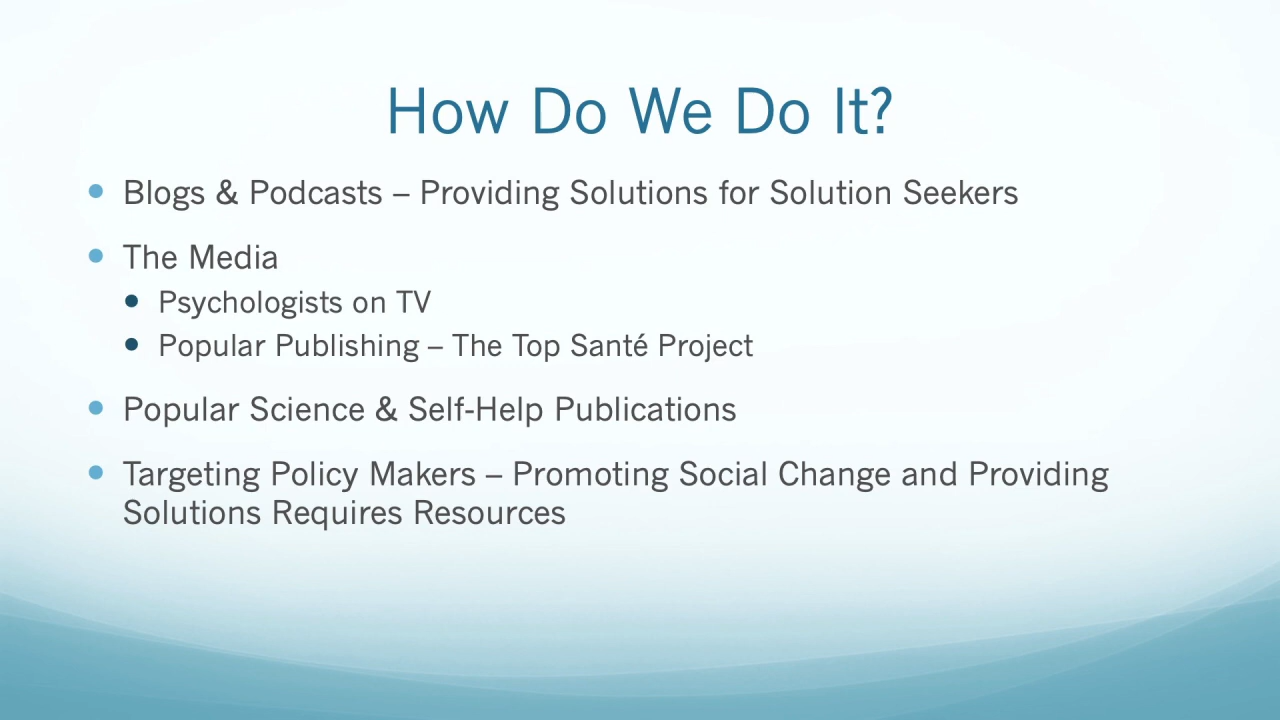 How Do We Do It?
Blogs & Podcasts – Providing Solutions for Solution Seekers
The Media
Psychologists on TV
Popular Publishing – The Top Santé Project
Popular Science & Self-Help Publications
Targeting Policy Makers – Promoting Social Change and Providing
Solutions Requires Resources